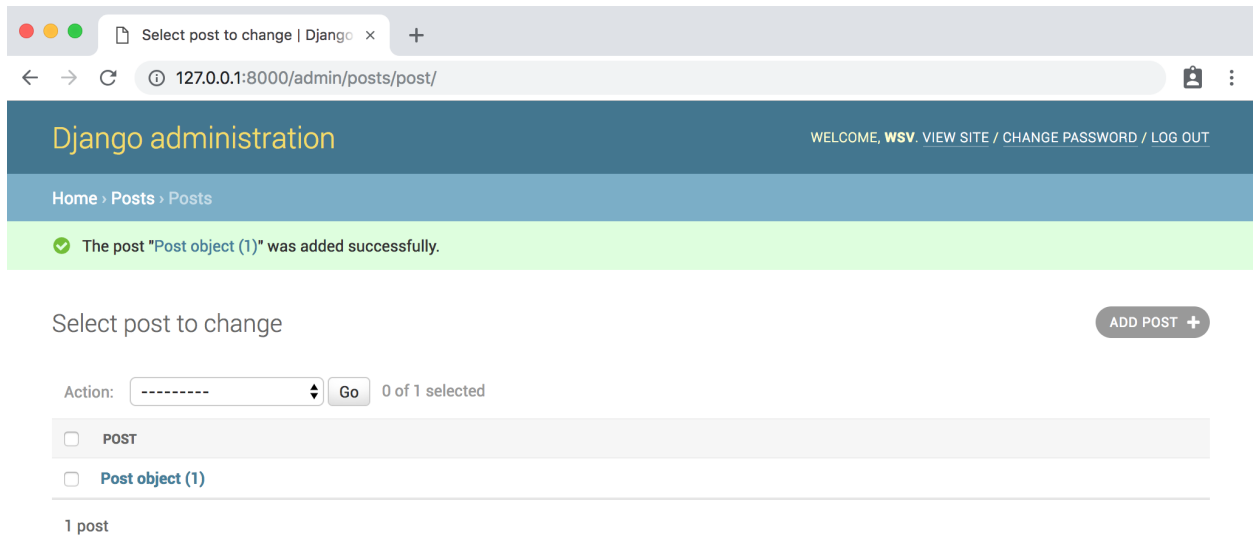 Select post to change | Django
127.0.0.1:8000/admin/posts/post/
Django administration
WELCOME, WSV. VIEW SITE / CHANGE PASSWORD / LOG OUT
Home › Posts › Posts
The post "Post object (1)" was added successfully.
Select post to change
ADD POST +
Action: --------- Go 0 of 1 selected
POST
Post object (1)
1 post